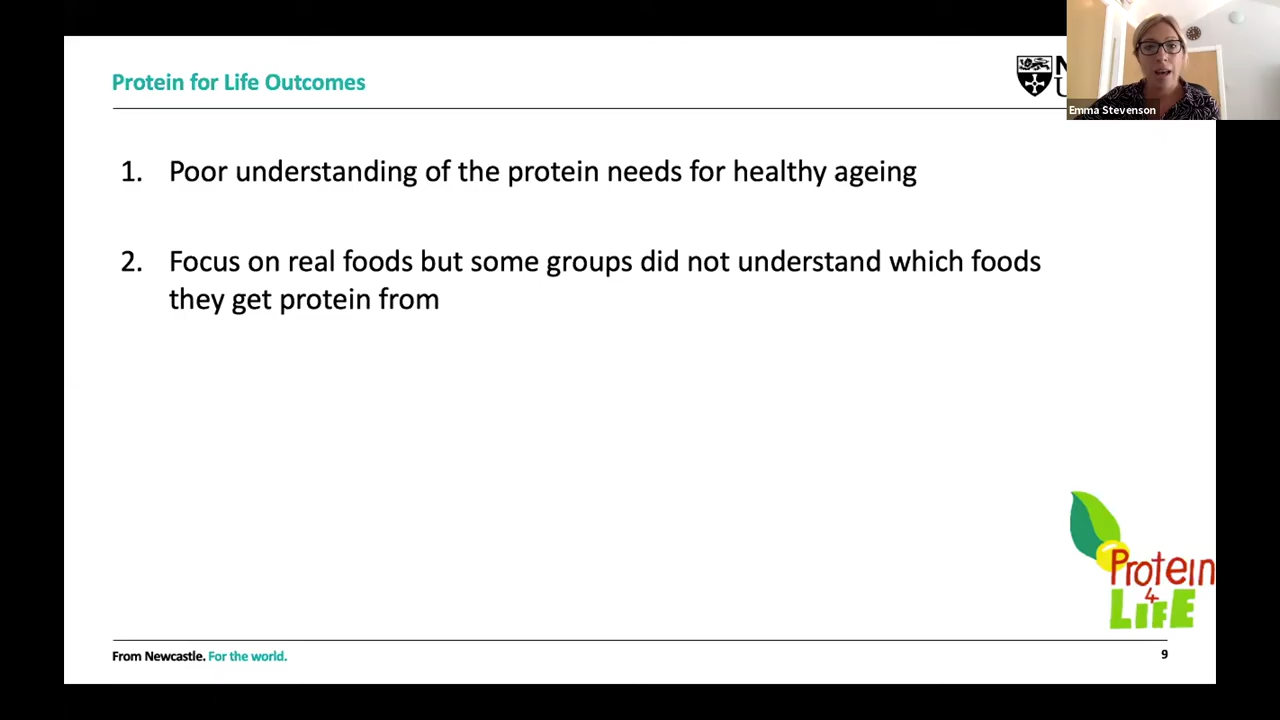 Protein for Life Outcomes
Emma Stevenson
1. Poor understanding of the protein needs for healthy ageing
2. Focus on real foods but some groups did not understand which foods
they get protein from
Protein
4
LIFE
From Newcastle. For the world.
9